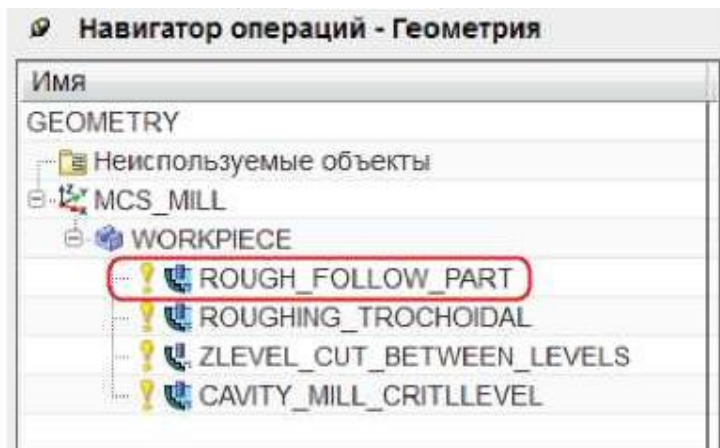 Навигатор операций - Геометрия
Имя
GEOMETRY
Неиспользуемые объекты
MCS_MILL
WORKPIECE
ROUGH_FOLLOW_PART
ROUGHING_TROCHOIDAL
ZLEVEL_CUT_BETWEEN_LEVELS
CAVITY_MILL_CRITLLEVEL